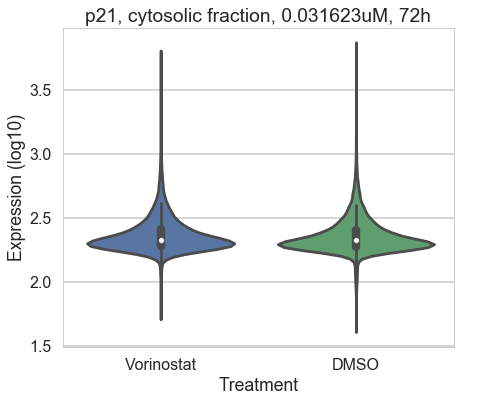 p21, cytosolic fraction, 0.031623uM, 72h
Expression (log10)
3.5
3.0
2.5
2.0
1.5
Vorinostat DMSO
Treatment